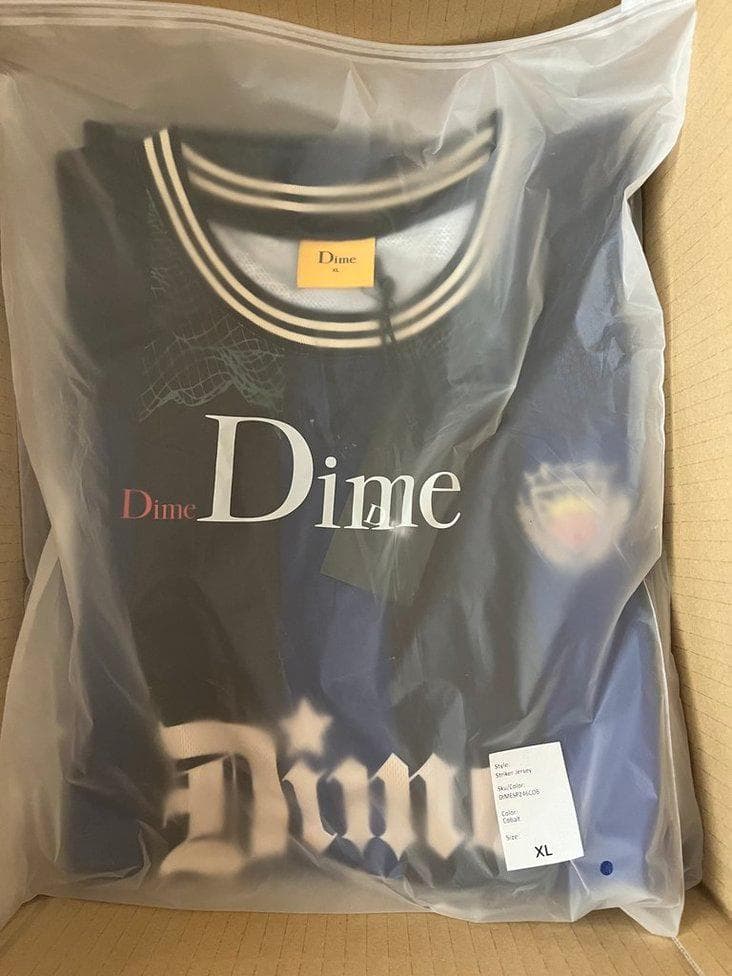 Dime
XL
Dime
Dime
D
Dime
Style:
Striker Jersey
Sku/Color:
Color:
Cobalt
Size:
XL